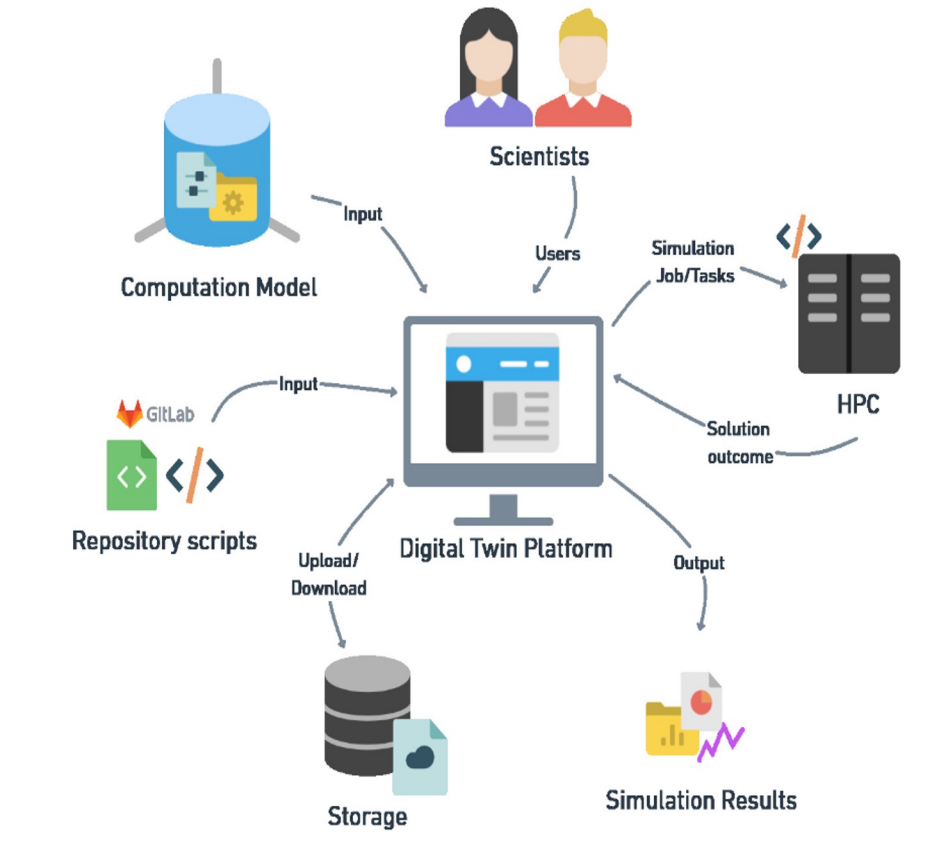 Scientists
Input
Computation Model
Users
Simulation
Job/Tasks
HPC
Input
GitLab
Repository scripts
Solution
outcome
Digital Twin Platform
Upload/
Download
Output
Storage
Simulation Results